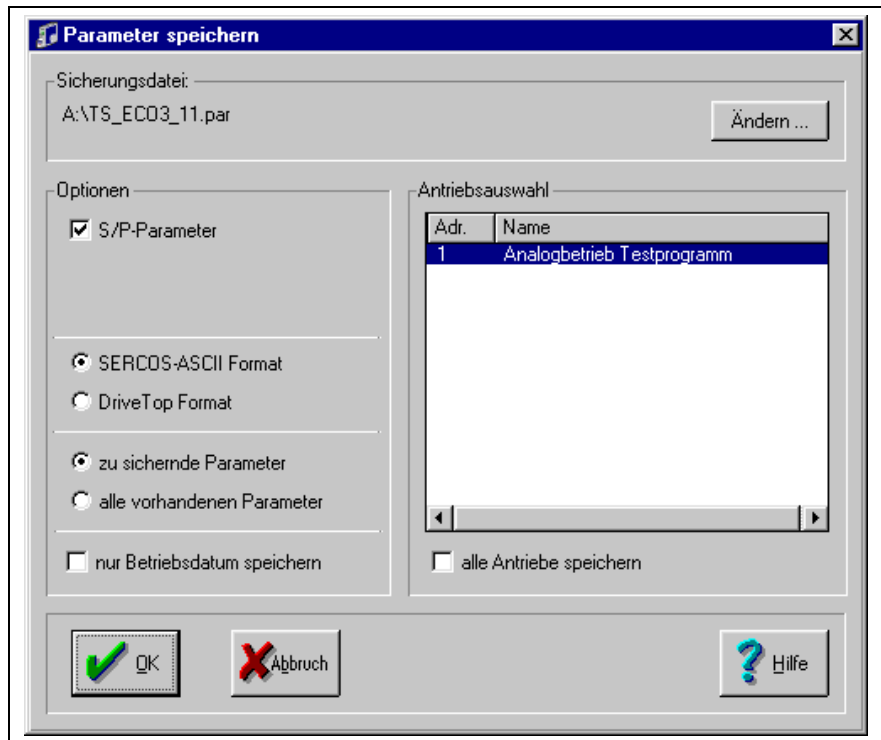 Parameter speichern
Sicherungsdatei:
A:\TS_ECO3_11.par
Ändern ...
Optionen
S/P-Parameter
SERCOS-ASCII Format
DriveTop Format
zu sichernde Parameter
alle vorhandenen Parameter
nur Betriebsdatum speichern
Antriebsauswahl
Adr. Name
1 Analogbetrieb Testprogramm
alle Antriebe speichern
OK
Abbruch
Hilfe